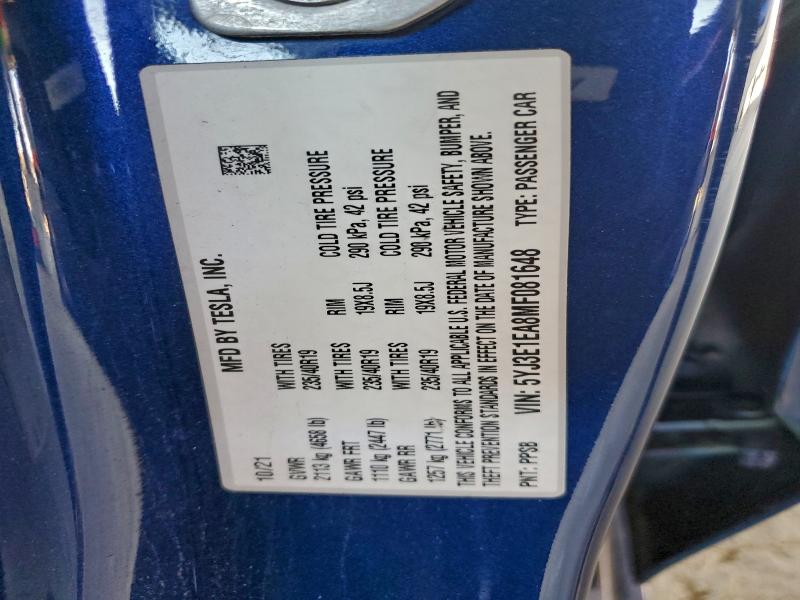 MFD BY TESLA, INC.
10/21
GVWR WITH TIRES RIM COLD TIRE PRESSURE
2113 kg (4658 lb) 235/40R19 19X8.5J 290 kPa, 42 psi
GAWR FRT WITH TIRES RIM COLD TIRE PRESSURE
1110 kg (2447 lb) 235/40R19 19X8.5J 290 kPa, 42 psi
GAWR RR WITH TIRES
1257 kg (2771 lb) 235/40R19
THIS VEHICLE CONFORMS TO ALL APPLICABLE U.S. FEDERAL MOTOR VEHICLE SAFETY, BUMPER, AND
THEFT PREVENTION STANDARDS IN EFFECT ON THE DATE OF MANUFACTURE SHOWN ABOVE.
PNT: PPSB VIN: 5YJ3E1EA8MF081648 TYPE: PASSENGER CAR